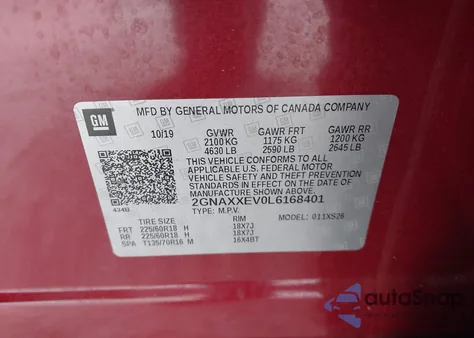 MFD BY GENERAL MOTORS OF CANADA COMPANY
GM
10/19 GVWR GAWR FRT GAWR RR
2100 KG 1175 KG 1200 KG
4630 LB 2590 LB 2645 LB
THIS VEHICLE CONFORMS TO ALL
APPLICABLE U.S. FEDERAL MOTOR
VEHICLE SAFETY AND THEFT
PREVENTION STANDARDS IN EFFECT
ON THE DATE OF MANUFACTURE
SHOWN ABOVE.
2GNAXXEV0L6168401
TYPE: M.P.V. MODEL: 011XS26
TIRE SIZE RIM
FRT 225/60R18 H 18X7J
RR 225/60R18 H 18X7J
SPA T135/70R16 M 16X4BT
autoSnap